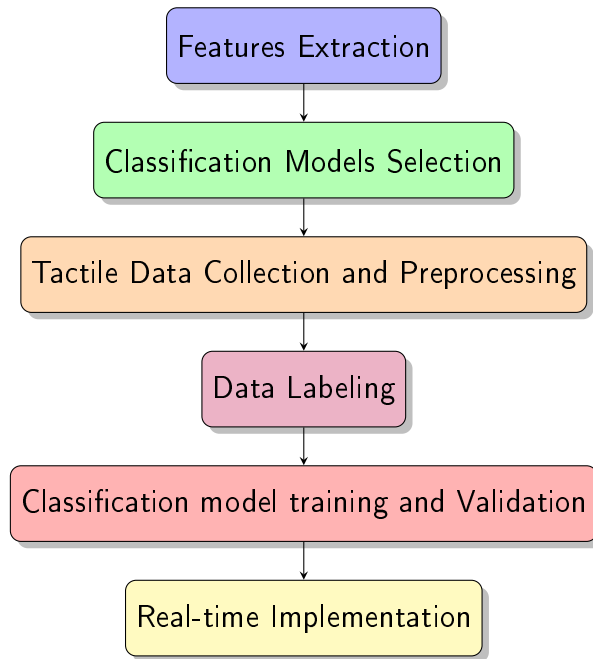 Features Extraction
Classification Models Selection
Tactile Data Collection and Preprocessing
Data Labeling
Classification model training and Validation
Real-time Implementation